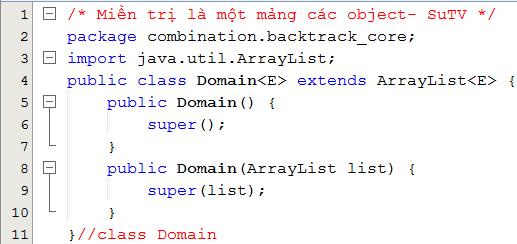 1 /* Miền trị là một mảng các object- SuTV */
2 package combination.backtrack_core;
3 import java.util.ArrayList;
4 public class Domain<E> extends ArrayList<E> {
5 public Domain() {
6 super();
7 }
8 public Domain(ArrayList list) {
9 super(list);
10 }
11 }//class Domain